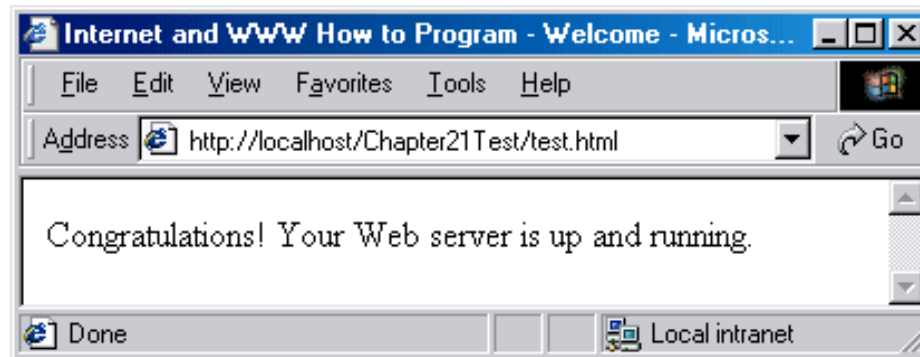 Internet and WWW How to Program - Welcome - Micros...
File Edit View Favorites Tools Help
Address http://localhost/Chapter21Test/test.html Go
Congratulations! Your Web server is up and running.
Done Local intranet